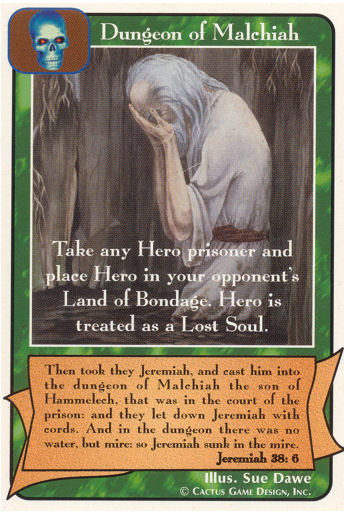 Dungeon of Malchiah
Take any Hero prisoner and
place Hero in your opponent's
Land of Bondage. Hero is
treated as a Lost Soul.
Then took they Jeremiah, and cast him into
the dungeon of Malchiah the son of
Hammelech, that was in the court of the
prison: and they let down Jeremiah with
cords. And in the dungeon there was no
water, but mire: so Jeremiah sunk in the mire.
Jeremiah 38: 6
Illus. Sue Dawe
© Cactus Game Design, Inc.